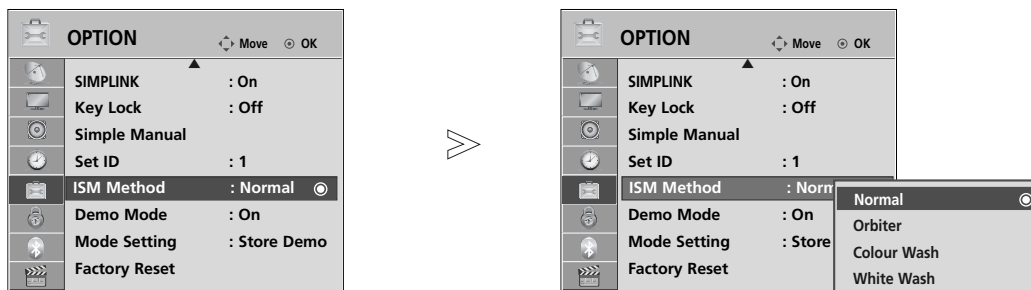 OPTION Move OK
SIMPLINK : On
Key Lock : Off
Simple Manual
Set ID : 1
ISM Method : Normal
Demo Mode : On
Mode Setting : Store Demo
Factory Reset
OPTION Move OK
SIMPLINK : On
Key Lock : Off
Simple Manual
Set ID : 1
ISM Method : Norm
Demo Mode : On
Mode Setting : Store
Factory Reset
Normal
Orbiter
Colour Wash
White Wash